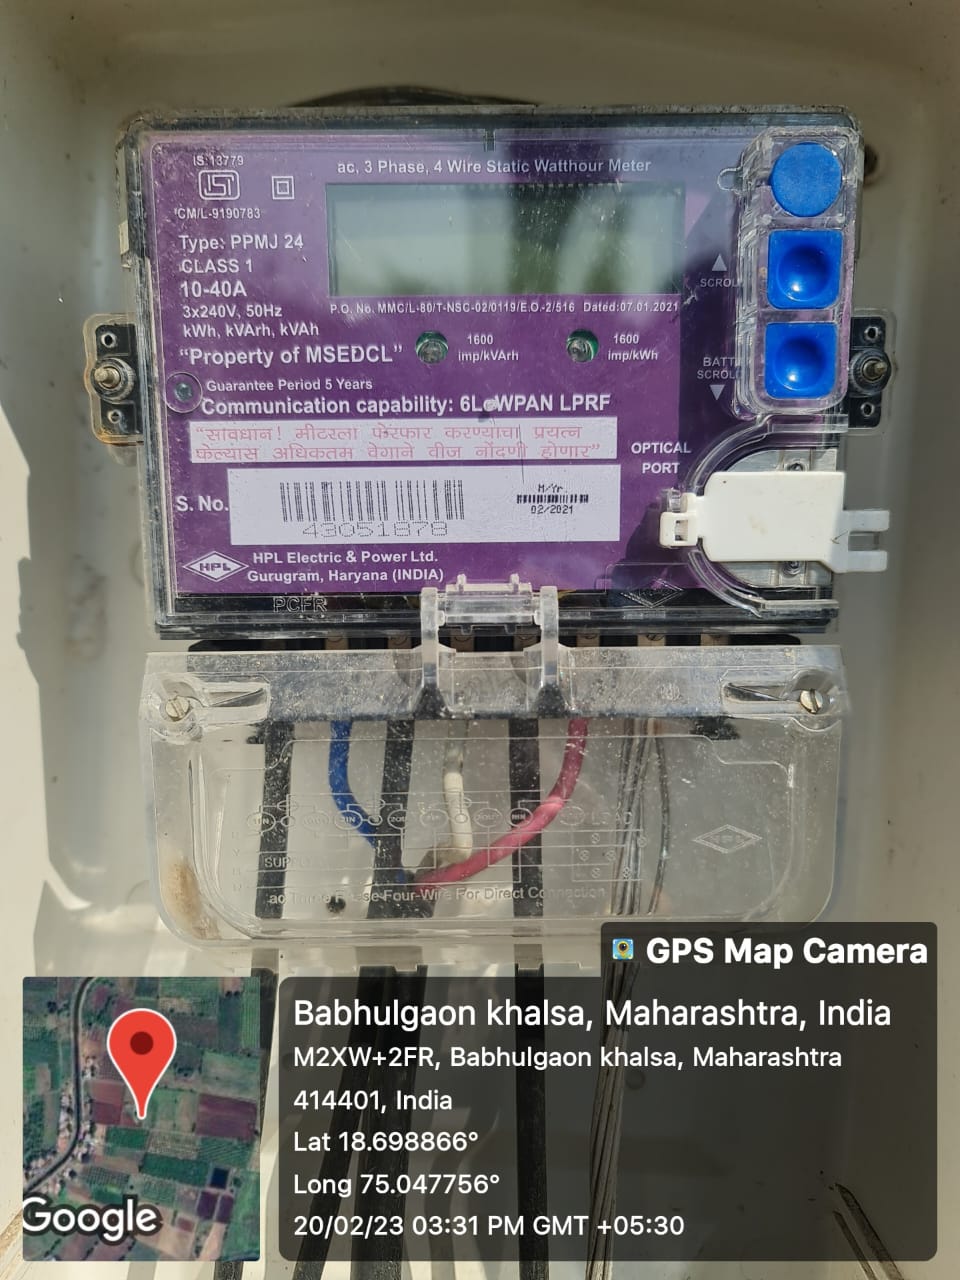 IS:13779
ISI
CM/L-9190783
ac, 3 Phase, 4 Wire Static Watthour Meter
Type: PPMJ 24
CLASS 1
10-40A
3x240V, 50Hz
kWh, kVArh, kVAh
P.O. No. MMC/L-80/T-NSC-02/0119/E.O.-2/516 Dated:07.01.2021
"Property of MSEDCL"
1600
imp/kVArh
1600
imp/kWh
SCROLL
BATT
SCROLL
Guarantee Period 5 Years
Communication capability: 6LoWPAN LPRF
"सावधान! मीटरला फेरफार करण्याचा प्रयत्न
केल्यास अधिकतम वेगाने वीज नोंदणी होणार"
OPTICAL
PORT
S. No.
M/Yr.
02/2021
43051878
HPL
HPL Electric & Power Ltd.
Gurugram, Haryana (INDIA)
PCFR
LOAD
ac Three Phase Four-Wire For Direct Connection
GPS Map Camera
Babhulgaon khalsa, Maharashtra, India
M2XW+2FR, Babhulgaon khalsa, Maharashtra
414401, India
Lat 18.698866°
Long 75.047756°
20/02/23 03:31 PM GMT +05:30
Google